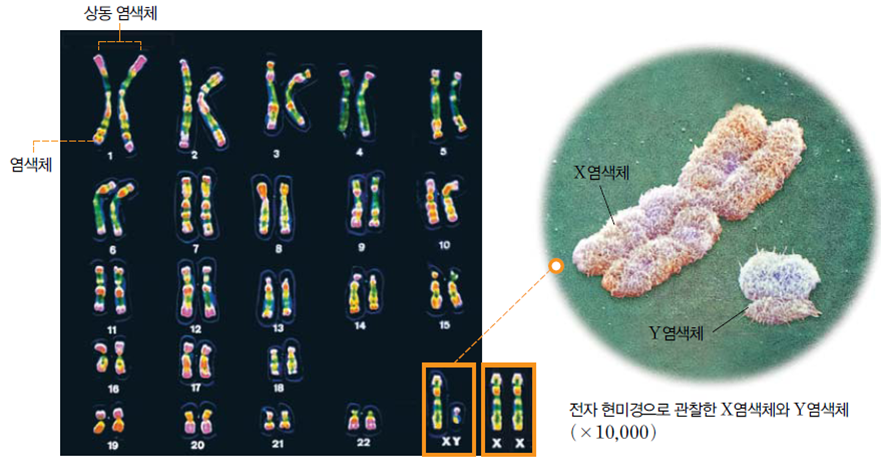 상동 염색체
염색체
1 2 3 4 5
6 7 8 9 10
11 12 13 14 15
16 17 18
19 20 21 22 X Y X X
X염색체
Y염색체
전자 현미경으로 관찰한 X염색체와 Y염색체
(×10,000)